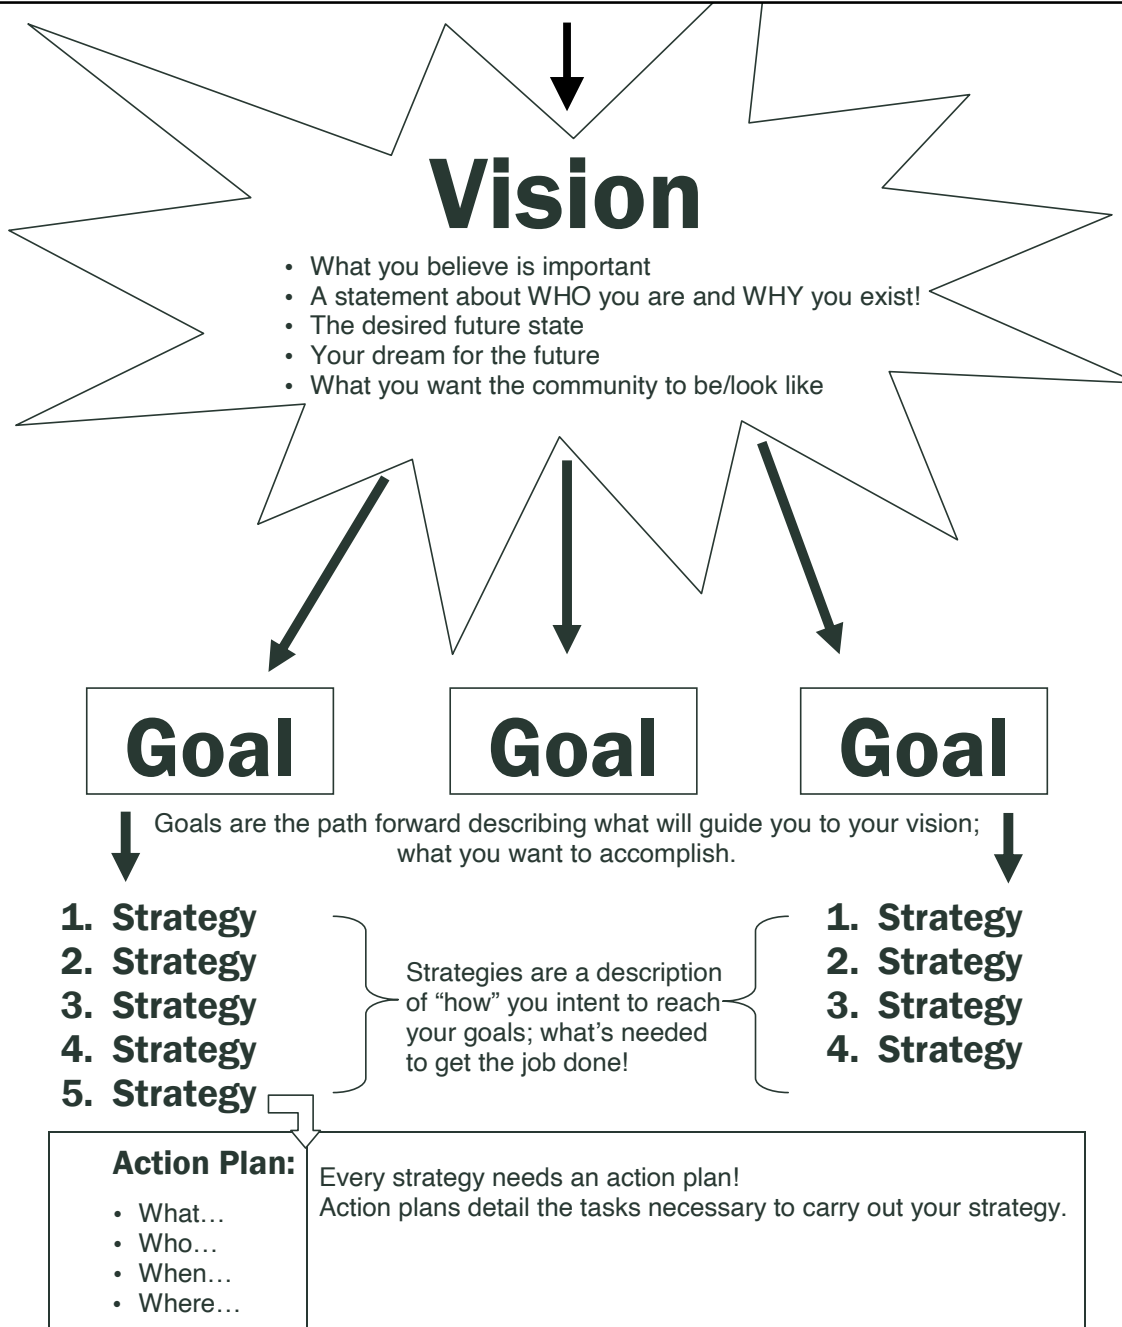 Vision
• What you believe is important
• A statement about WHO you are and WHY you exist!
• The desired future state
• Your dream for the future
• What you want the community to be/look like
Goal
Goal
Goal
Goals are the path forward describing what will guide you to your vision;
what you want to accomplish.
1. Strategy
2. Strategy
3. Strategy
4. Strategy
5. Strategy
Strategies are a description
of “how” you intent to reach
your goals; what’s needed
to get the job done!
1. Strategy
2. Strategy
3. Strategy
4. Strategy
Action Plan:
• What…
• Who…
• When…
• Where…
Every strategy needs an action plan!
Action plans detail the tasks necessary to carry out your strategy.